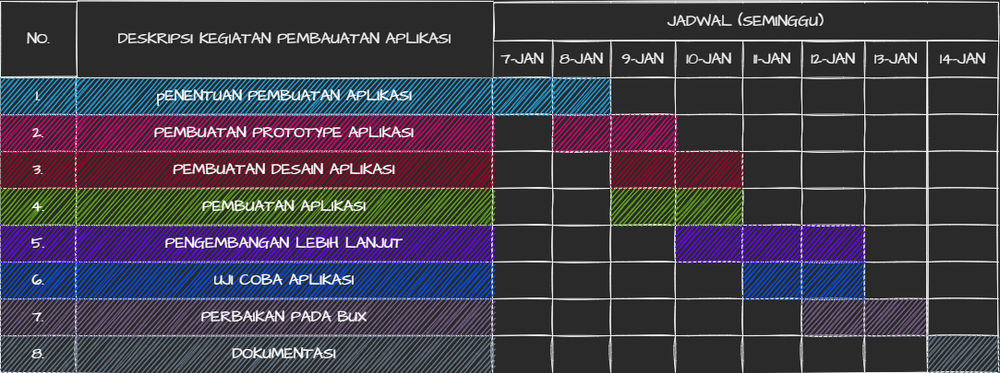 NO.
DESKRIPSI KEGIATAN PEMBAUATAN APLIKASI
JADWAL (SEMINGGU)
7-JAN 8-JAN 9-JAN 10-JAN 11-JAN 12-JAN 13-JAN 14-JAN
1. pENENTUAN PEMBUATAN APLIKASI
2. PEMBUATAN PROTOTYPE APLIKASI
3. PEMBUATAN DESAIN APLIKASI
4. PEMBUATAN APLIKASI
5. PENGEMBANGAN LEBIH LANJUT
6. UJI COBA APLIKASI
7. PERBAIKAN PADA BUX
8. DOKUMENTASI